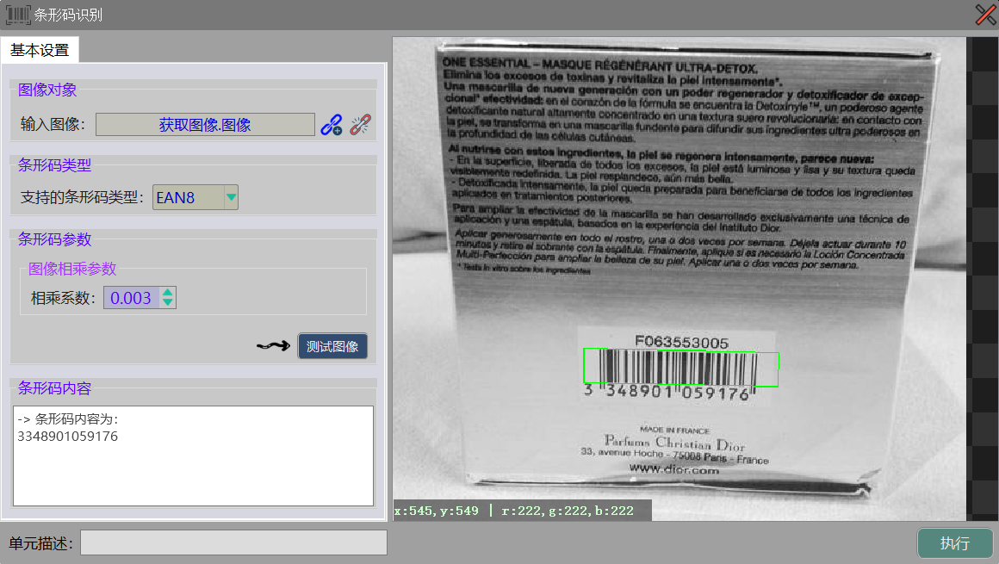 条形码识别
基本设置
图像对象
输入图像：
获取图像.图像
条形码类型
支持的条形码类型：
EAN8
条形码参数
图像相乘参数
相乘系数：
0.003
测试图像
条形码内容
-> 条形码内容为：
3348901059176
单元描述：
ONE ESSENTIAL – MASQUE RÉGÉNÉRANT ULTRA-DETOX.
Elimina los excesos de toxinas y revitaliza la piel intensamente*.
Una mascarilla de nueva generación con un poder regenerador y detoxificador de excep-
cional* efectividad: en el corazón de la fórmula se encuentra la Detoxinyle™, un poderoso agente
detoxificante natural altamente concentrado en una textura suero revolucionaria: en contacto con
la piel, se transforma en una mascarilla fundente para difundir sus ingredientes ultra poderosos en
la profundidad de las células cutáneas.
Al nutrirse con estos ingredientes, la piel se regenera intensamente, parece nueva:
- En la superficie, liberada de todos los excesos, la piel está luminosa y lisa y su textura queda
visiblemente redefinida. La piel resplandece, aún más bella.
- Detoxificada intensamente, la piel queda preparada para beneficiarse de todos los ingredientes
aplicados en tratamientos posteriores.
Para ampliar la efectividad de la mascarilla se han desarrollado exclusivamente una técnica de
aplicación y una espátula, basados en la experiencia del Instituto Dior.
Aplicar generosamente en todo el rostro, una o dos veces por semana. Déjela actuar durante 10
minutos y retire el sobrante con la espátula. Finalmente, aplique si es necesario la Loción Concentrada
Multi-Perfección para ampliar la belleza de su piel. Aplicar una o dos veces por semana.
* Tests in vitro sobre los ingredientes
F063553005
3 348901 059176
MADE IN FRANCE
Parfums Christian Dior
33, avenue Hoche - 75008 Paris - France
www.dior.com
x:545,y:549 | r:222,g:222,b:222
执行